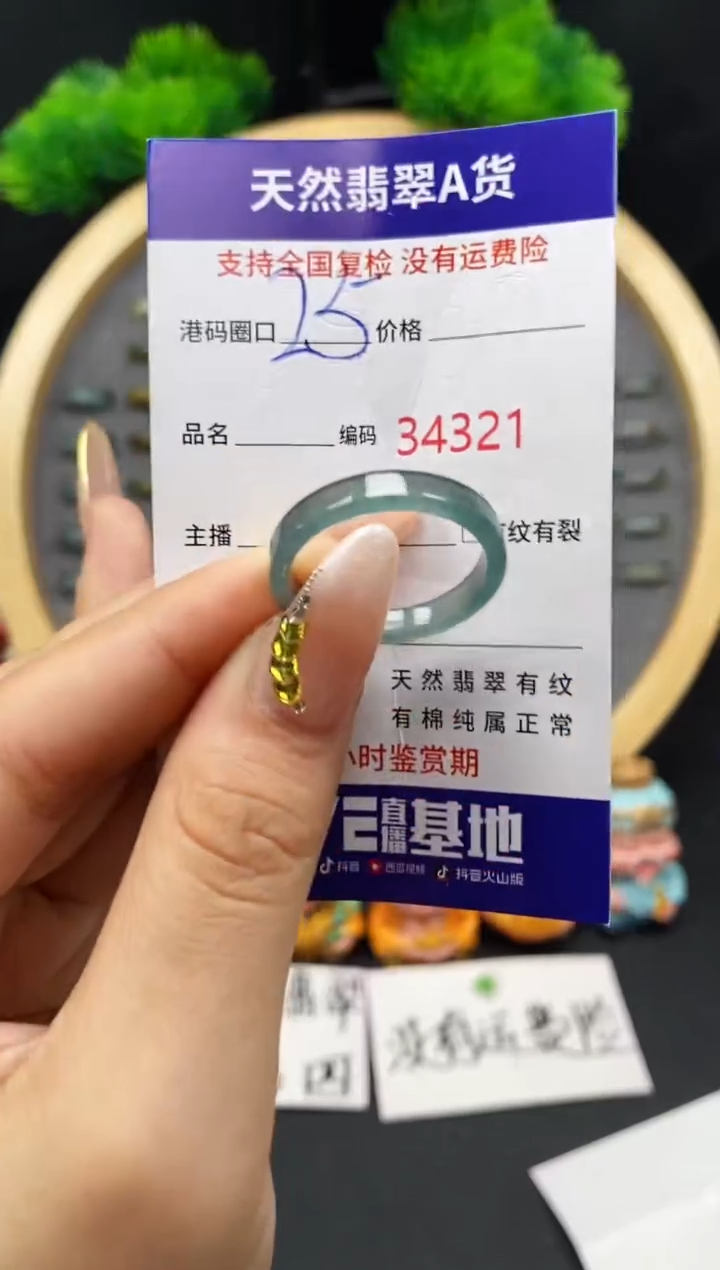 天然翡翠A货
支持全国复检 没有运费险
港码圈口 25 价格
品名 编码 34321
主播 纹有裂
天然翡翠有纹
有棉纯属正常
小时鉴赏期
直播基地
抖音 西瓜视频 抖音火山版
翡翠
没有运费险